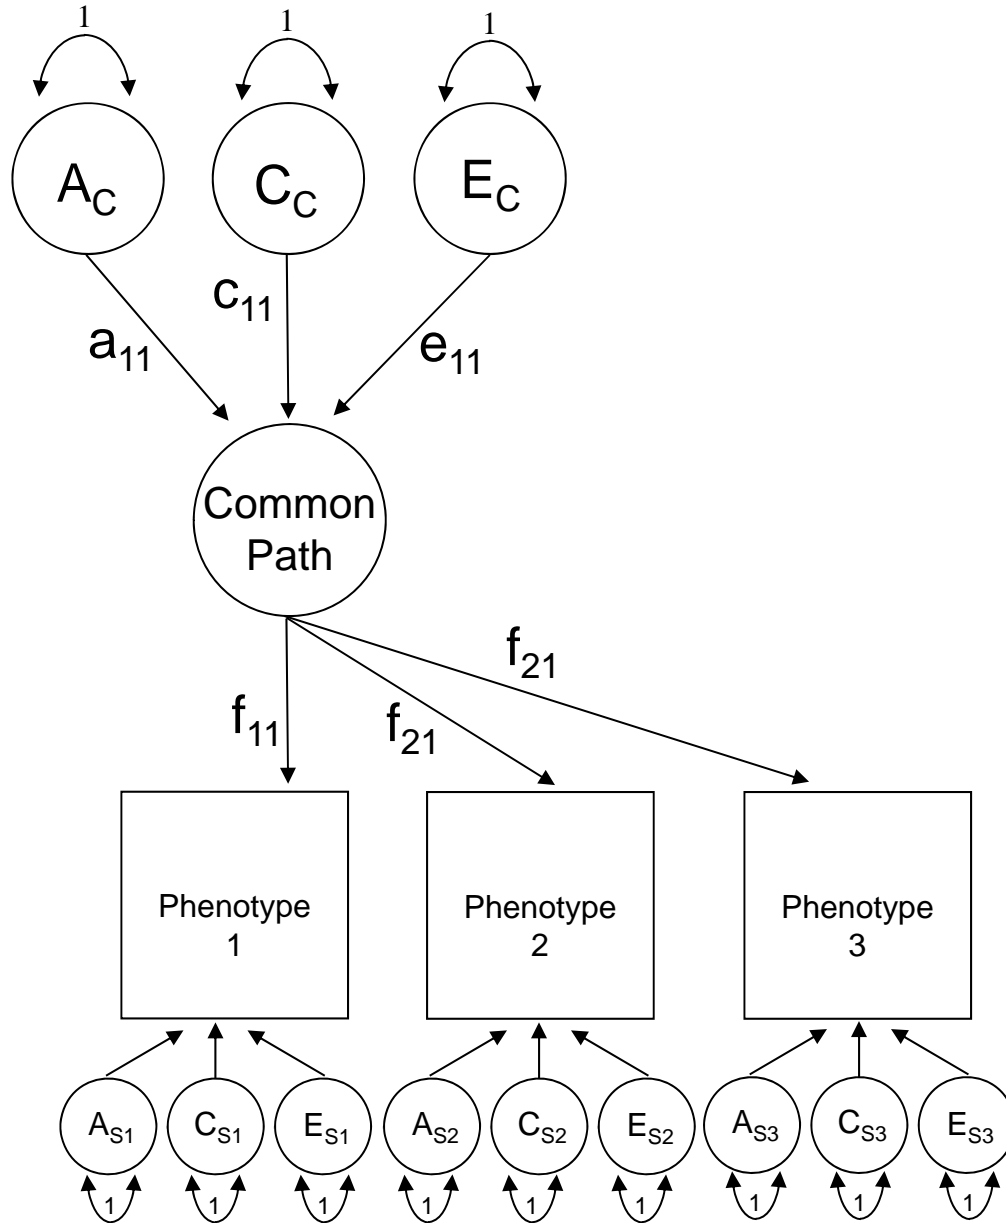 1 1 1
A_C C_C E_C
a_11 c_11 e_11
Common
Path
f_11 f_21 f_21
Phenotype
1
Phenotype
2
Phenotype
3
A_S1 C_S1 E_S1 A_S2 C_S2 E_S2 A_S3 C_S3 E_S3
1 1 1 1 1 1 1 1 1